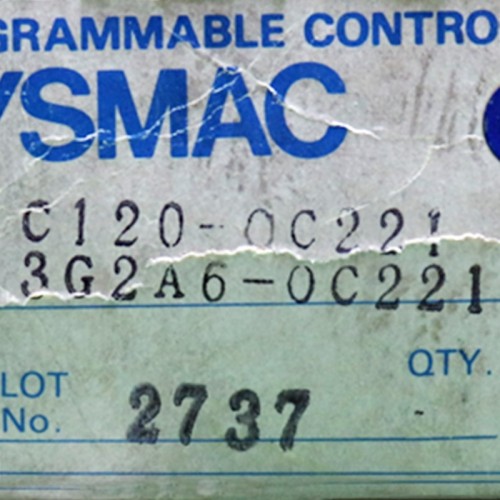 GRAMMABLE CONTRO
YSMAC
C120-OC221
3G2A6-OC221
LOT
No. 2737
QTY.